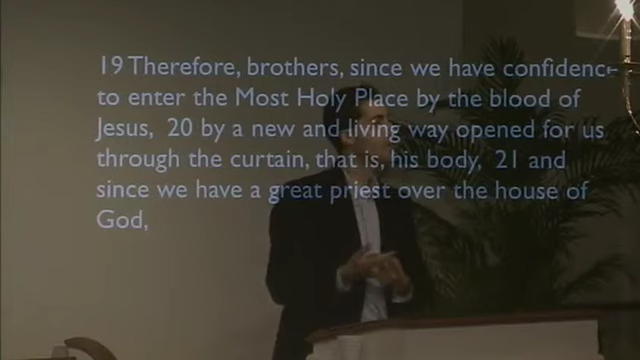 19 Therefore, brothers, since we have confidence
to enter the Most Holy Place by the blood of
Jesus, 20 by a new and living way opened for us
through the curtain, that is, his body, 21 and
since we have a great priest over the house of
God,